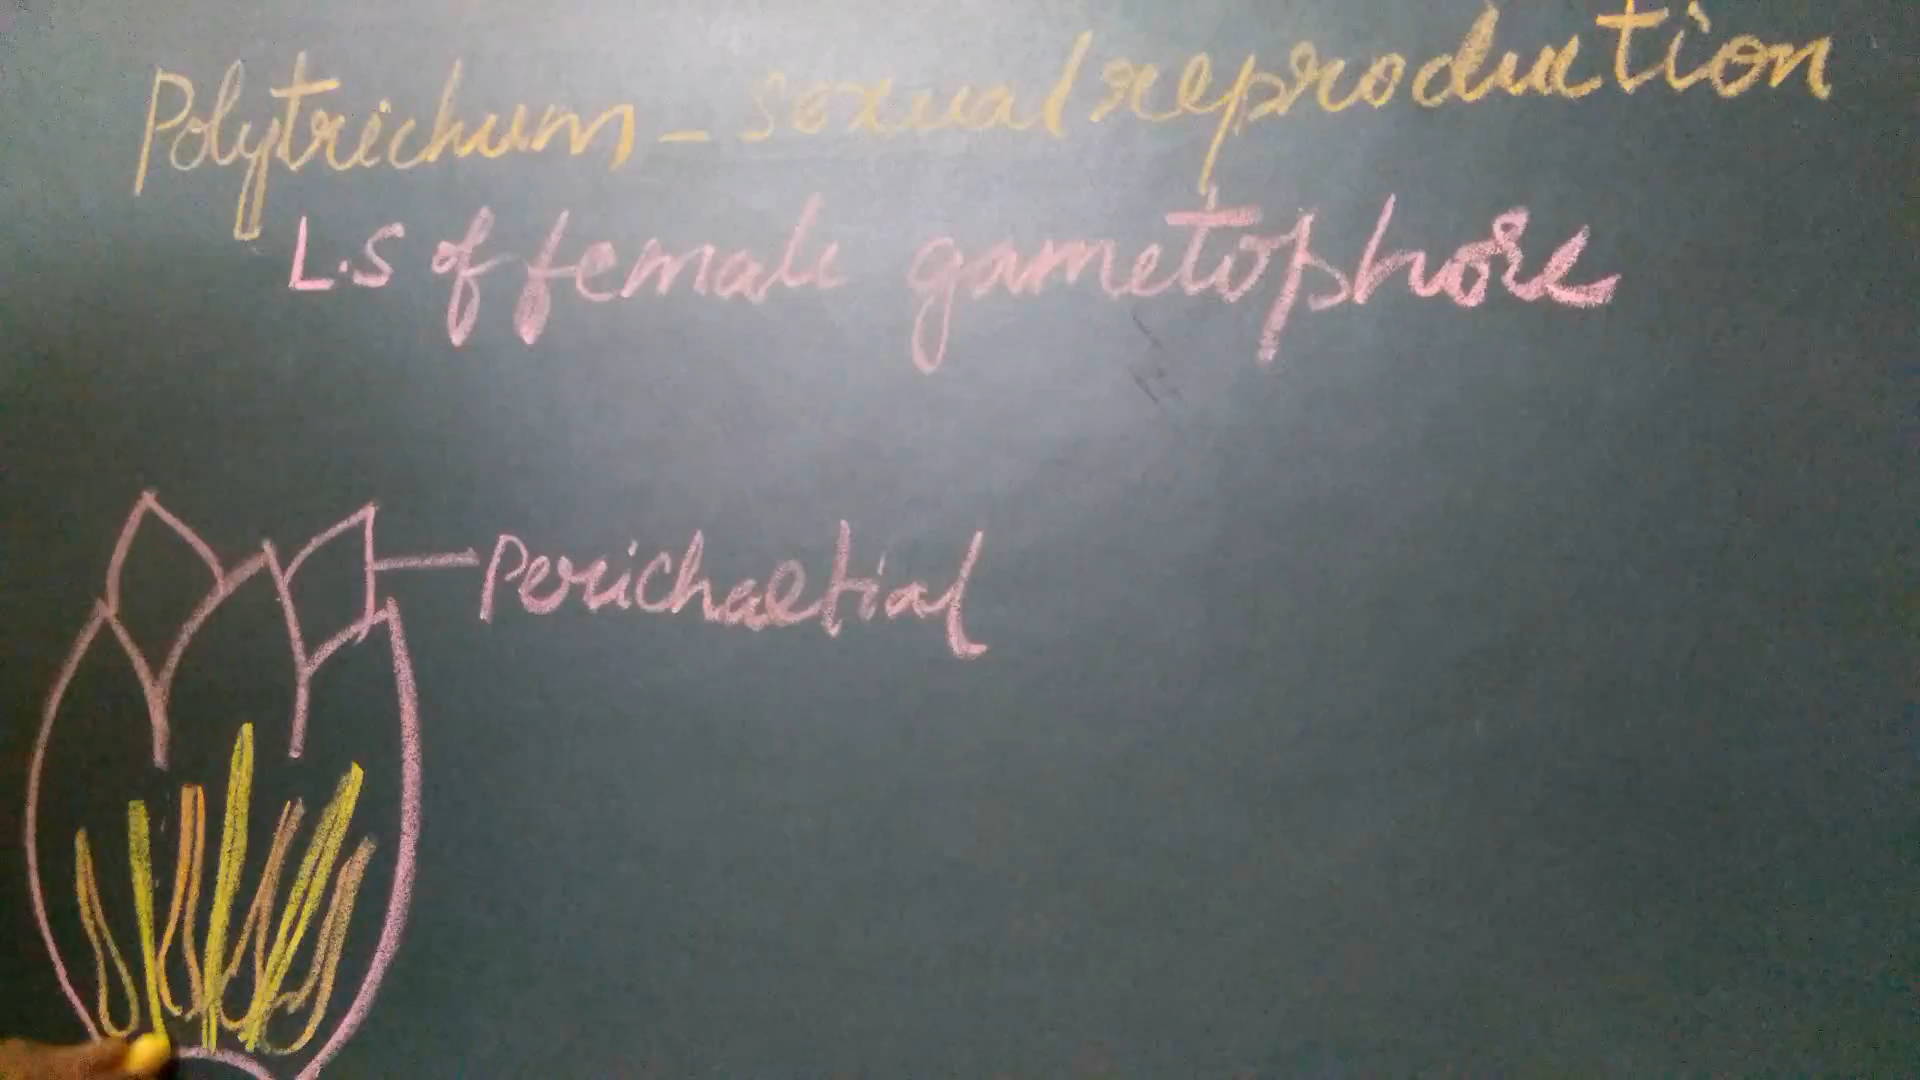 Polytrichum - sexual reproduction
L.S of female gametophore
Perichaetial